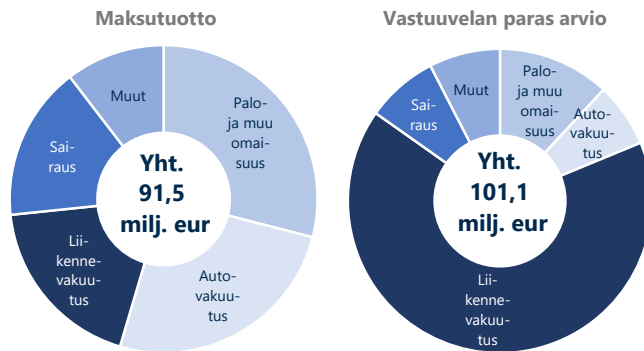 Maksutuotto
Muut
Palo-
ja muu
omai-
suus
Sai-
raus
Yht.
91,5
milj. eur
Lii-
kenne-
vakuu-
tus
Auto-
vakuu-
tus
Vastuuvelan paras arvio
Muut
Palo-
ja muu
omai-
suus
Sai-
raus
Auto-
vakuu-
tus
Yht.
101,1
milj. eur
Lii-
kenne-
vakuu-
tus